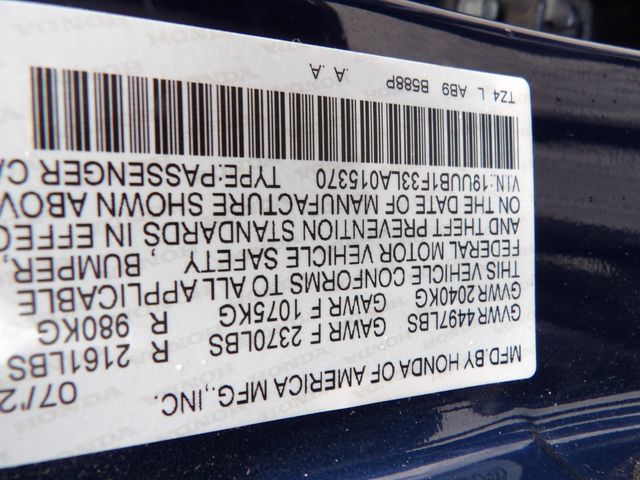 MFD.BY HONDA OF AMERICA MFG.,INC. 07/2
GVWR 4497LBS GAWR F 2370LBS R 2161LBS
GVWR 2040KG GAWR F 1075KG R 980KG
THIS VEHICLE CONFORMS TO ALL APPLICABLE
FEDERAL MOTOR VEHICLE SAFETY, BUMPER,
AND THEFT PREVENTION STANDARDS IN EFFEC
ON THE DATE OF MANUFACTURE SHOWN ABOV
V.I.N.:19UUB1F33LA015370 TYPE:PASSENGER CA
TZ4 L AB9 B588P A. A